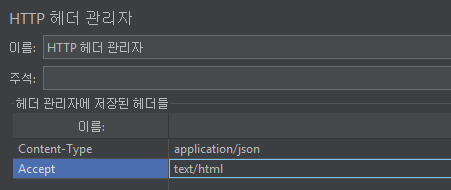 HTTP 헤더 관리자
이름: HTTP 헤더 관리자
주석:
헤더 관리자에 저장된 헤더들
이름:
Content-Type application/json
Accept text/html